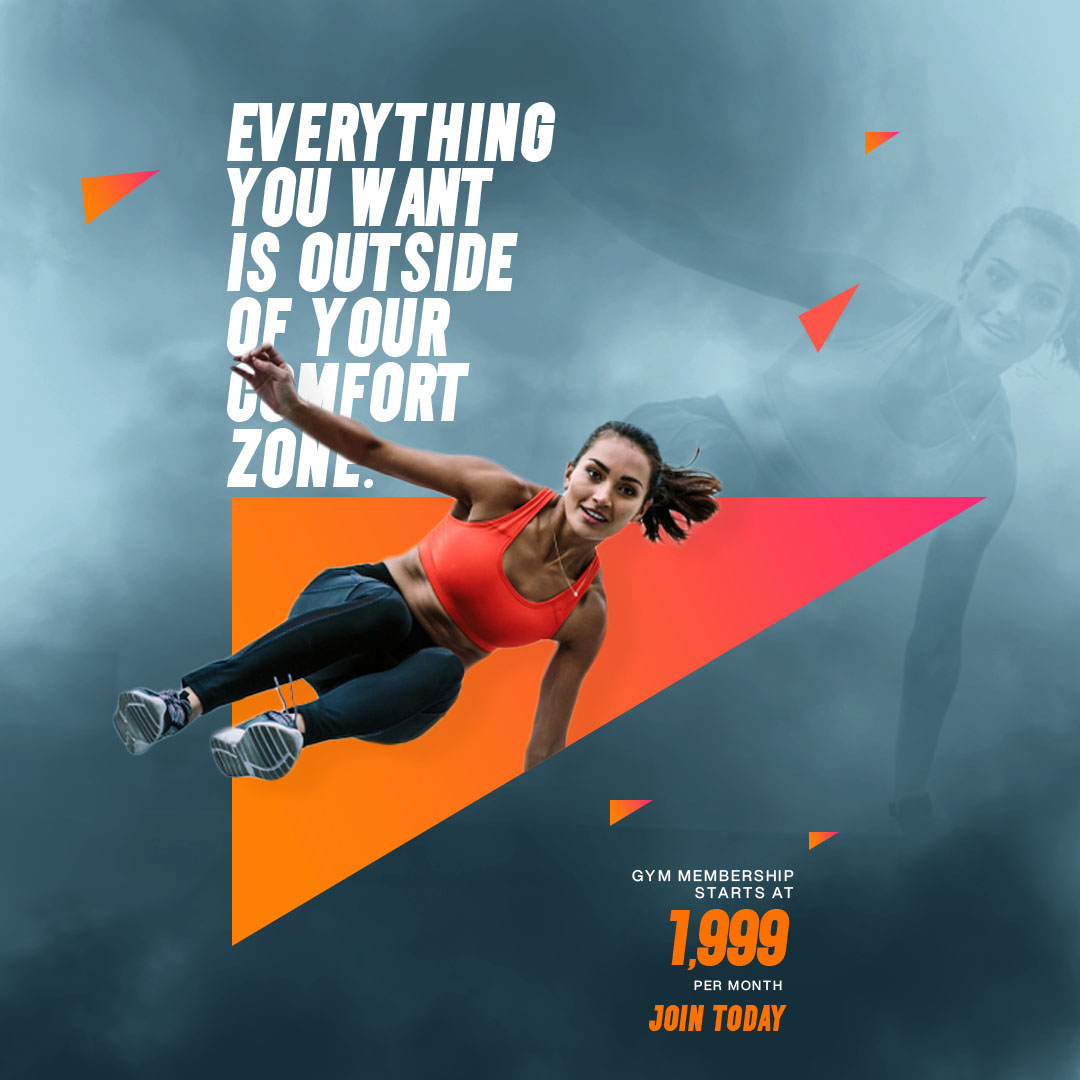 EVERYTHING
YOU WANT
IS OUTSIDE
OF YOUR
COMFORT
ZONE.
GYM MEMBERSHIP
STARTS AT
1,999
PER MONTH
JOIN TODAY